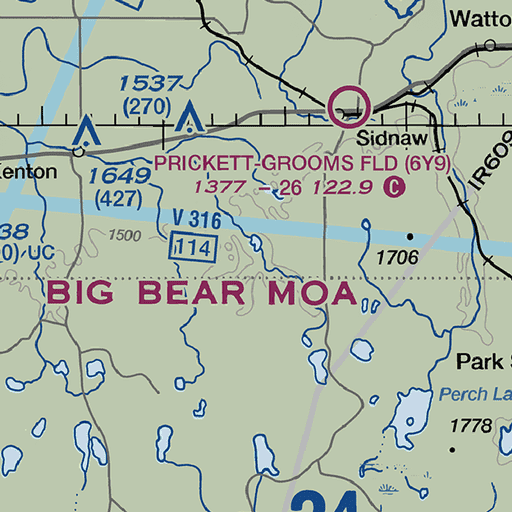 Watto
1537
(270)
Sidnaw
IR609
enton
PRICKETT-GROOMS FLD (6Y9)
1649
(427)
1377 – 26 122.9 C
38
V 316
1500
114
0) UC
1706
BIG BEAR MOA
Park S
Perch La
1778
24